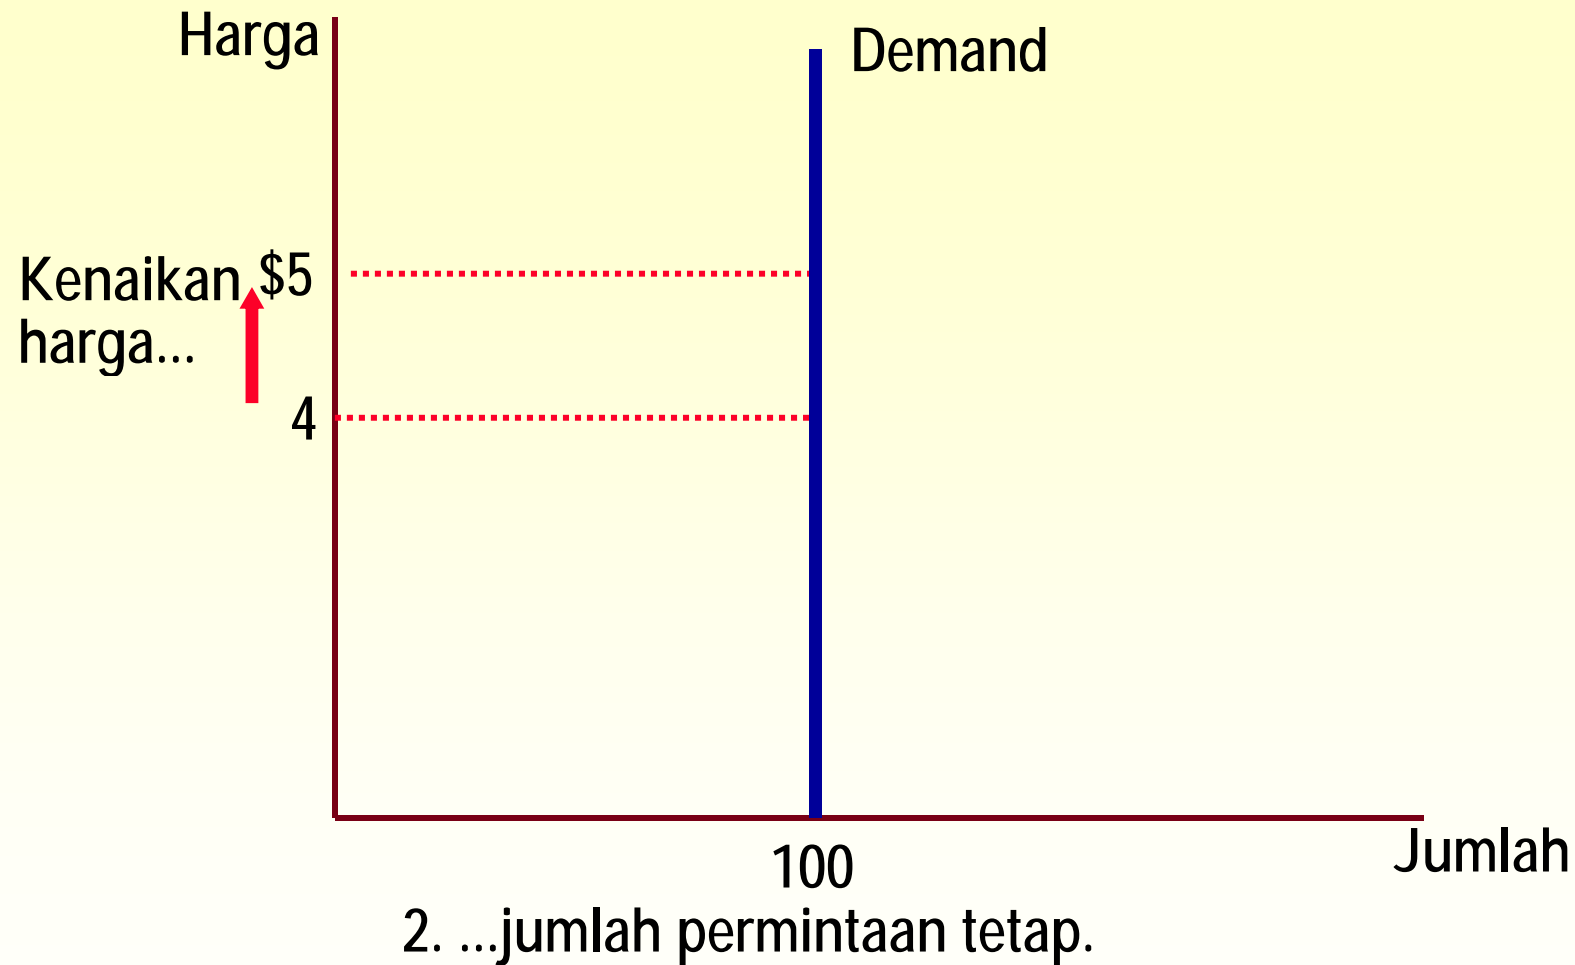 Harga
Demand
Kenaikan $5
harga...
4
100
Jumlah
2. ...jumlah permintaan tetap.